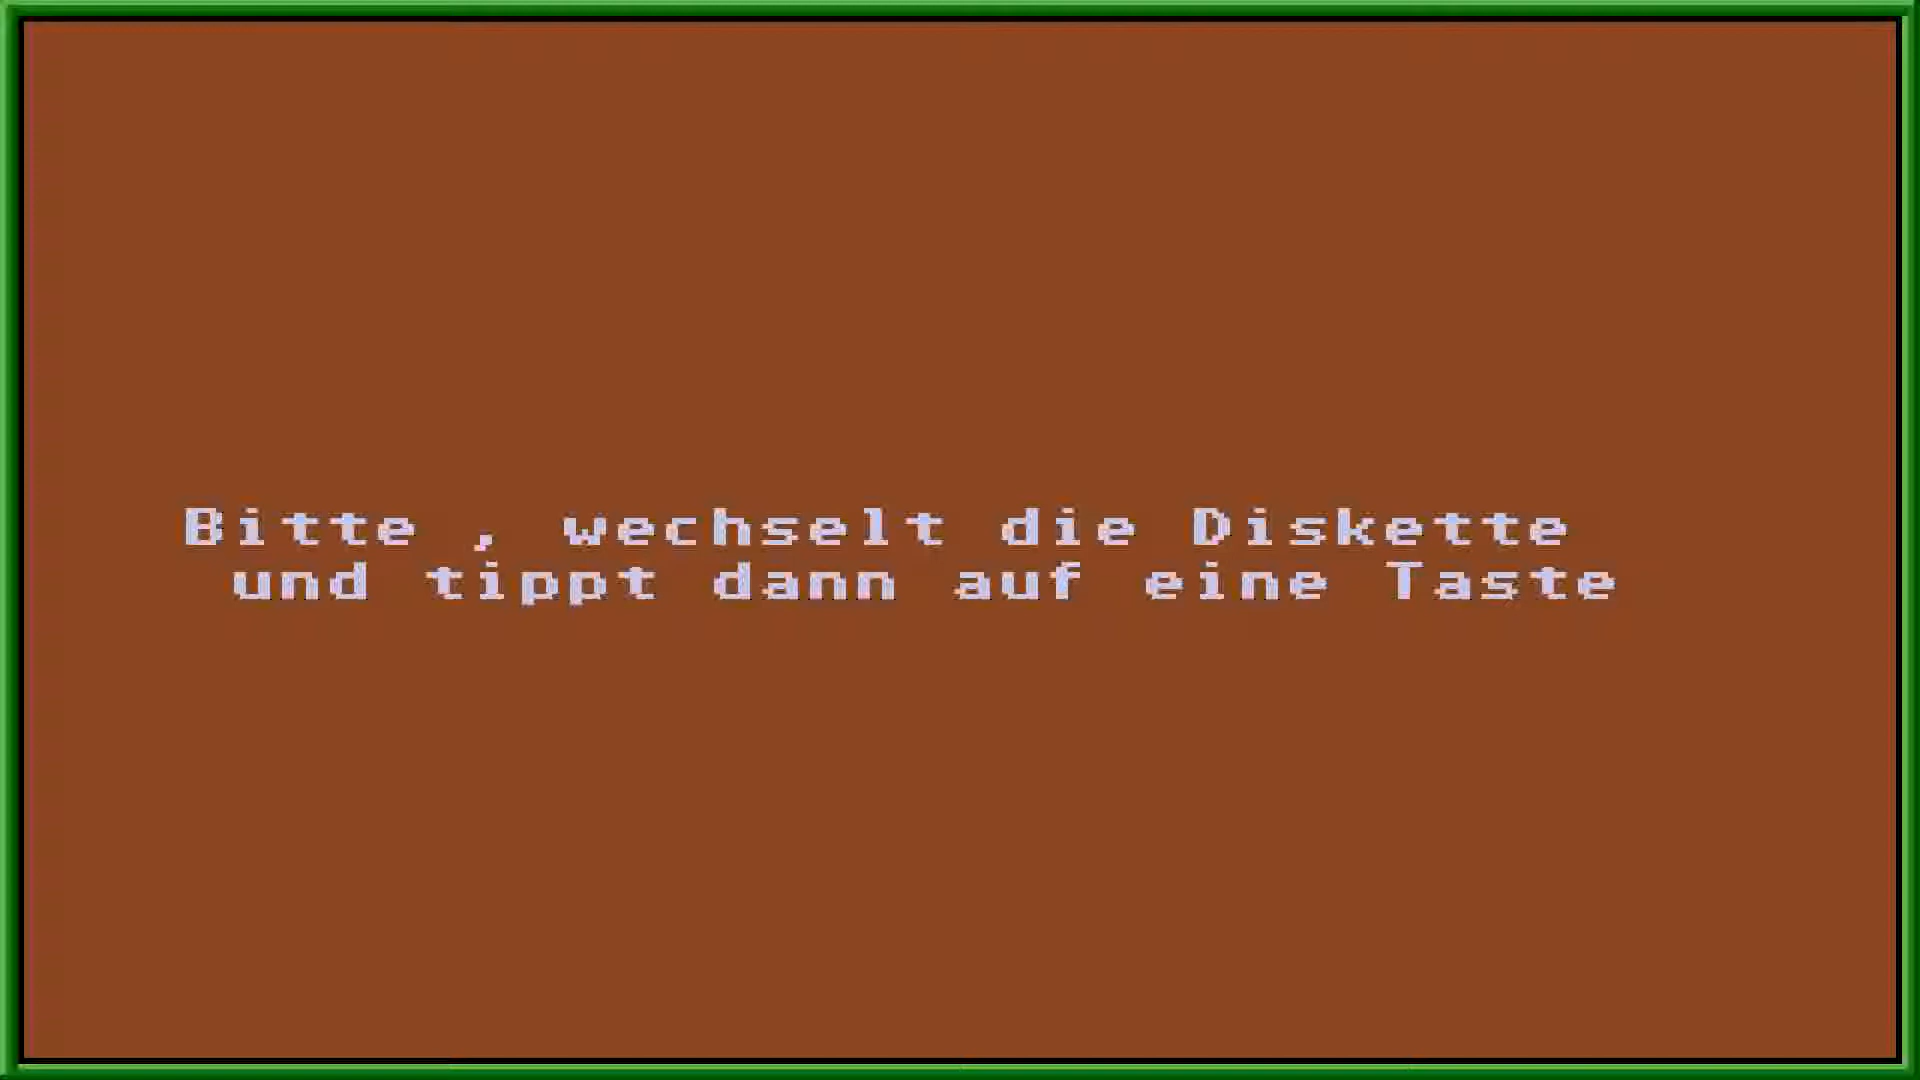 Bitte , wechselt die Diskette
und tippt dann auf eine Taste